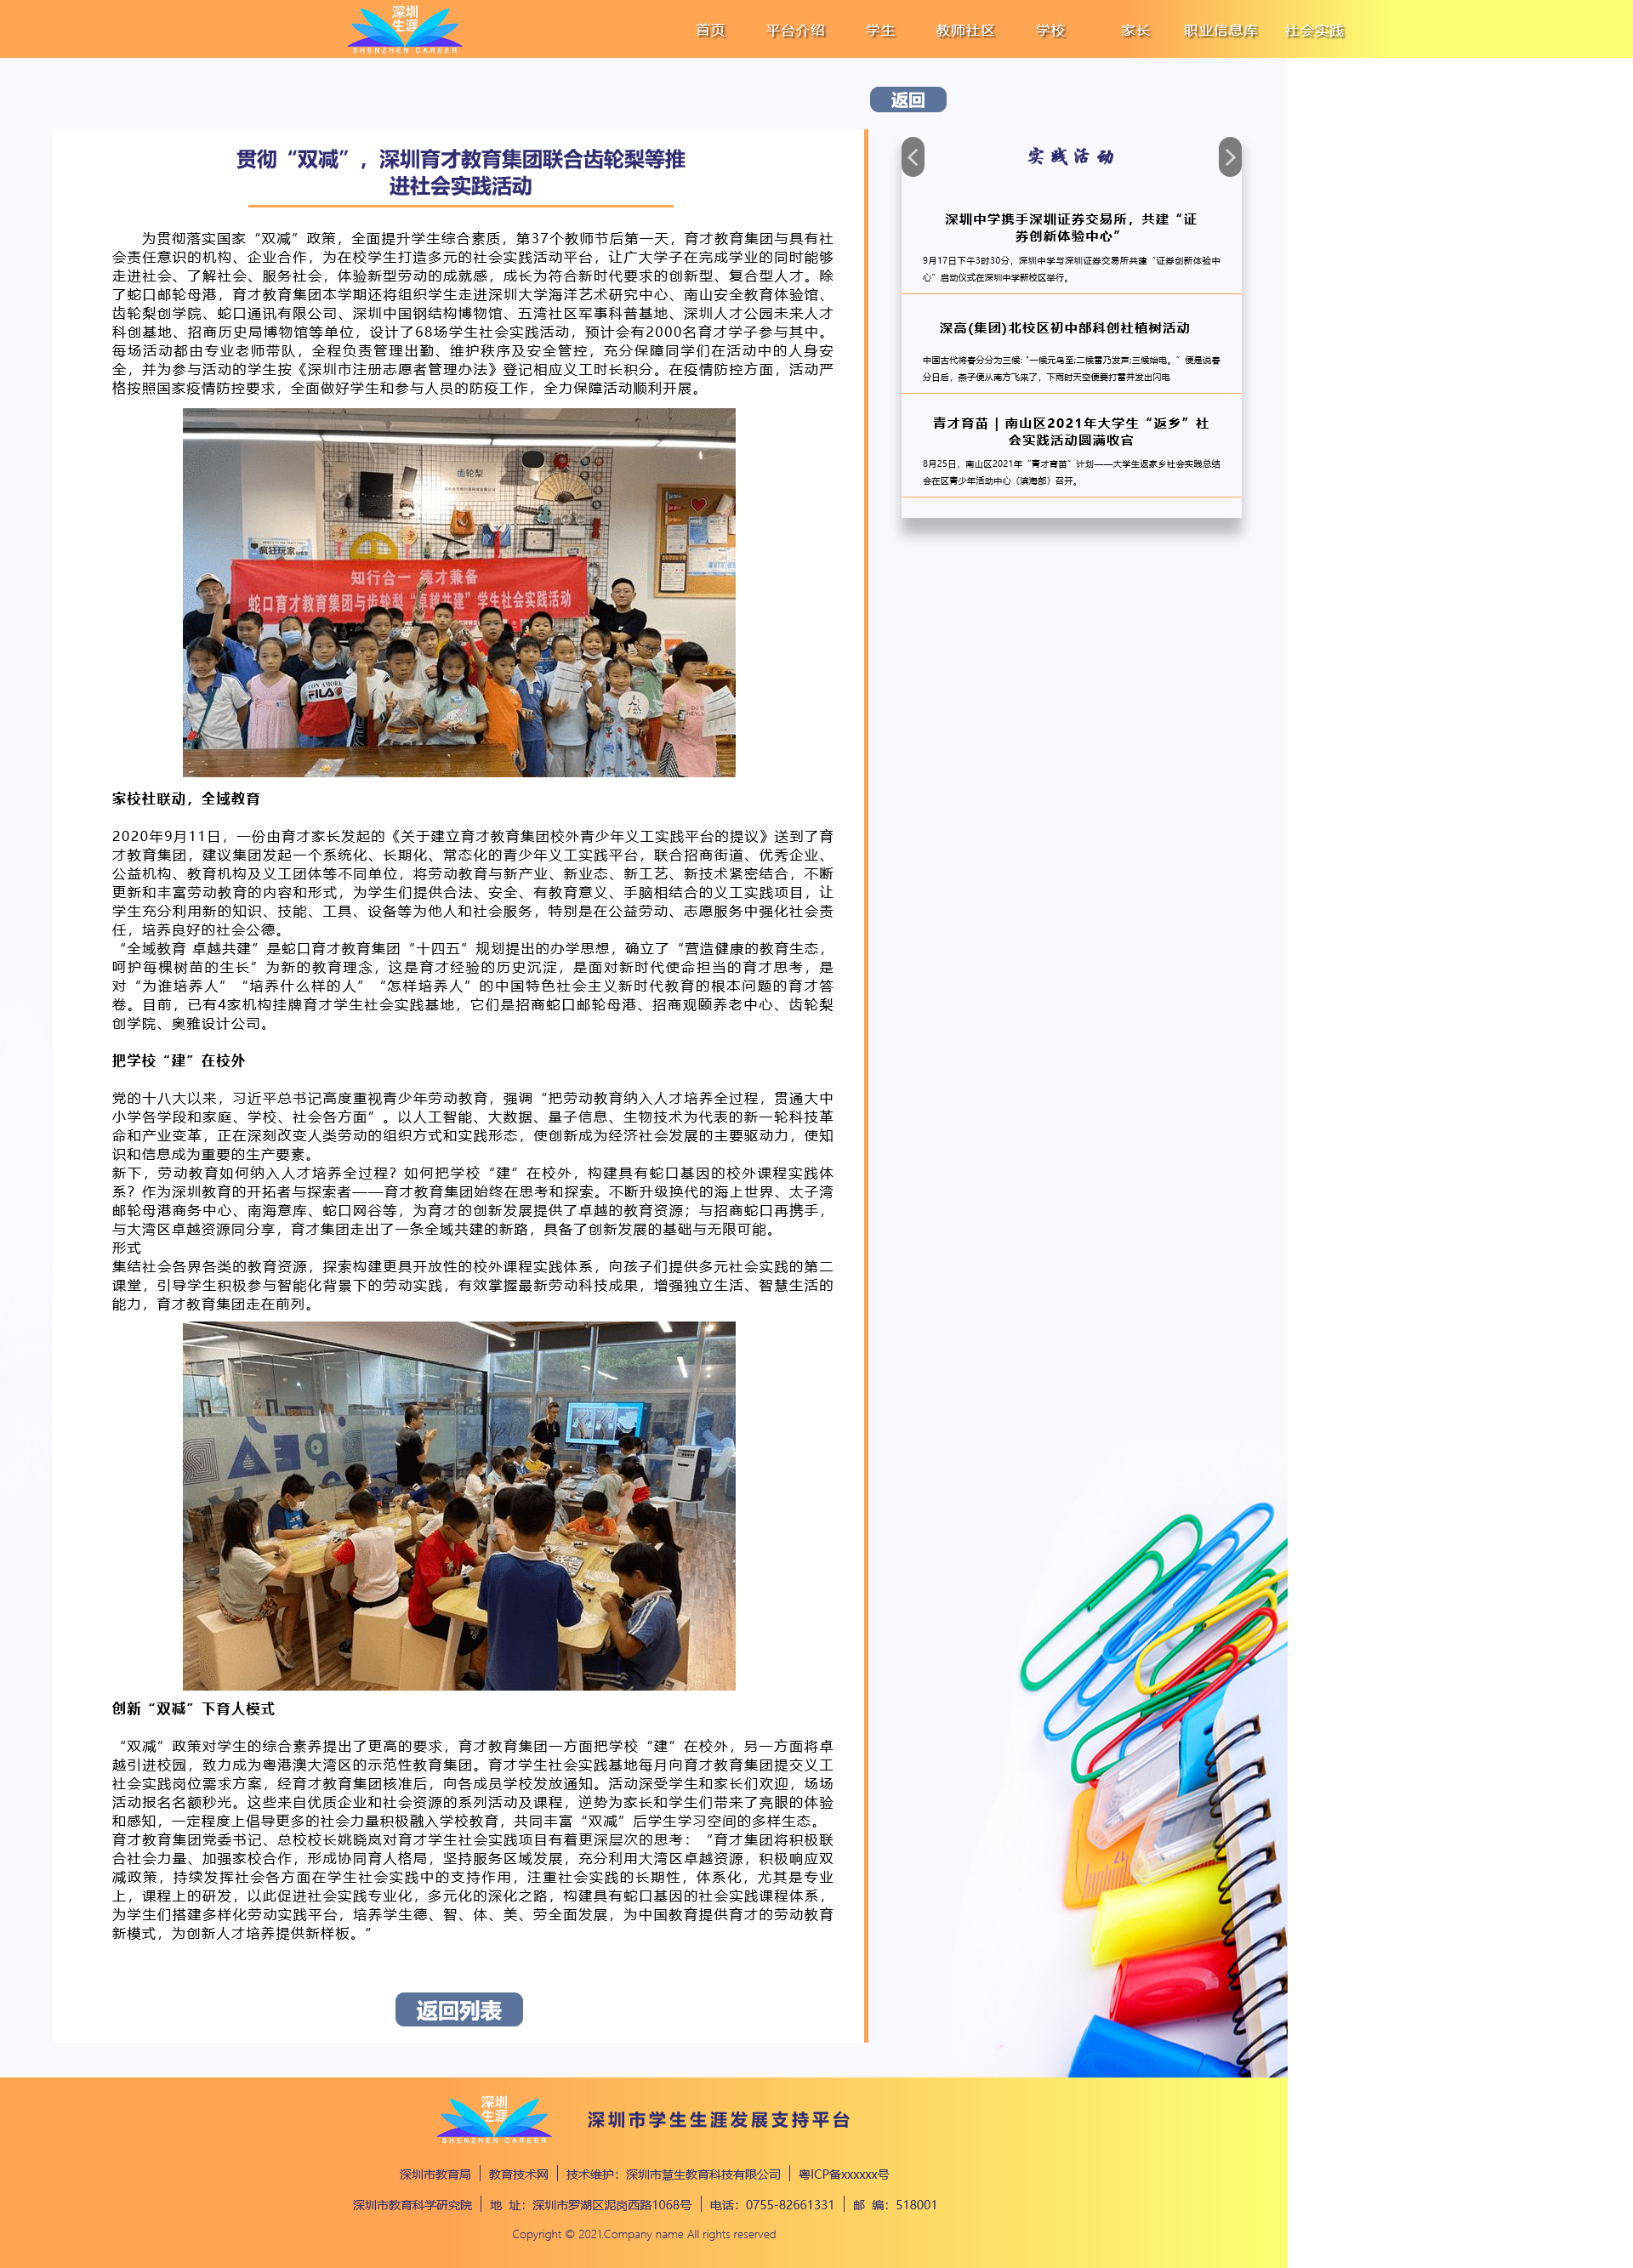 深圳
生涯
SHENZHEN CAREER
首页 平台介绍 学生 教师社区 学校 家长 职业信息库 社会实践
返回
贯彻“双减”，深圳育才教育集团联合齿轮梨等推
进社会实践活动
为贯彻落实国家“双减”政策，全面提升学生综合素质，第37个教师节后第一天，育才教育集团与具有社
会责任意识的机构、企业合作，为在校学生打造多元的社会实践活动平台，让广大学子在完成学业的同时能够
走进社会、了解社会、服务社会，体验新型劳动的成就感，成长为符合新时代要求的创新型、复合型人才。除
了蛇口邮轮母港，育才教育集团本学期还将组织学生走进深圳大学海洋艺术研究中心、南山安全教育体验馆、
齿轮梨创学院、蛇口通讯有限公司、深圳中国钢结构博物馆、五湾社区军事科普基地、深圳人才公园未来人才
科创基地、招商历史局博物馆等单位，设计了68场学生社会实践活动，预计会有2000名育才学子参与其中。
每场活动都由专业老师带队，全程负责管理出勤、维护秩序及安全管控，充分保障同学们在活动中的人身安
全，并为参与活动的学生按《深圳市注册志愿者管理办法》登记相应义工时长积分。在疫情防控方面，活动严
格按照国家疫情防控要求，全面做好学生和参与人员的防疫工作，全力保障活动顺利开展。
齿轮梨
疯狂玩家
知行合一 德才兼备
蛇口育才教育集团与齿轮梨“卓越共建”学生社会实践活动
FILA
家校社联动，全域教育
2020年9月11日，一份由育才家长发起的《关于建立育才教育集团校外青少年义工实践平台的提议》送到了育
才教育集团，建议集团发起一个系统化、长期化、常态化的青少年义工实践平台，联合招商街道、优秀企业、
公益机构、教育机构及义工团体等不同单位，将劳动教育与新产业、新业态、新工艺、新技术紧密结合，不断
更新和丰富劳动教育的内容和形式，为学生们提供合法、安全、有教育意义、手脑相结合的义工实践项目，让
学生充分利用新的知识、技能、工具、设备等为他人和社会服务，特别是在公益劳动、志愿服务中强化社会责
任，培养良好的社会公德。
“全域教育 卓越共建”是蛇口育才教育集团“十四五”规划提出的办学思想，确立了“营造健康的教育生态，
呵护每棵树苗的生长”为新的教育理念，这是育才经验的历史沉淀，是面对新时代使命担当的育才思考，是
对“为谁培养人”“培养什么样的人”“怎样培养人”的中国特色社会主义新时代教育的根本问题的育才答
卷。目前，已有4家机构挂牌育才学生社会实践基地，它们是招商蛇口邮轮母港、招商观颐养老中心、齿轮梨
创学院、奥雅设计公司。
把学校“建”在校外
党的十八大以来，习近平总书记高度重视青少年劳动教育，强调“把劳动教育纳入人才培养全过程，贯通大中
小学各学段和家庭、学校、社会各方面”。以人工智能、大数据、量子信息、生物技术为代表的新一轮科技革
命和产业变革，正在深刻改变人类劳动的组织方式和实践形态，使创新成为经济社会发展的主要驱动力，使知
识和信息成为重要的生产要素。
新下，劳动教育如何纳入人才培养全过程？如何把学校“建”在校外，构建具有蛇口基因的校外课程实践体
系？作为深圳教育的开拓者与探索者——育才教育集团始终在思考和探索。不断升级换代的海上世界、太子湾
邮轮母港商务中心、南海意库、蛇口网谷等，为育才的创新发展提供了卓越的教育资源；与招商蛇口再携手，
与大湾区卓越资源同分享，育才集团走出了一条全域共建的新路，具备了创新发展的基础与无限可能。
形式
集结社会各界各类的教育资源，探索构建更具开放性的校外课程实践体系，向孩子们提供多元社会实践的第二
课堂，引导学生积极参与智能化背景下的劳动实践，有效掌握最新劳动科技成果，增强独立生活、智慧生活的
能力，育才教育集团走在前列。
创新“双减”下育人模式
“双减”政策对学生的综合素养提出了更高的要求，育才教育集团一方面把学校“建”在校外，另一方面将卓
越引进校园，致力成为粤港澳大湾区的示范性教育集团。育才学生社会实践基地每月向育才教育集团提交义工
社会实践岗位需求方案，经育才教育集团核准后，向各成员学校发放通知。活动深受学生和家长们欢迎，场场
活动报名名额秒光。这些来自优质企业和社会资源的系列活动及课程，逆势为家长和学生们带来了亮眼的体验
和感知，一定程度上倡导更多的社会力量积极融入学校教育，共同丰富“双减”后学生学习空间的多样生态。
育才教育集团党委书记、总校校长姚晓岚对育才学生社会实践项目有着更深层次的思考：“育才集团将积极联
合社会力量、加强家校合作，形成协同育人格局，坚持服务区域发展，充分利用大湾区卓越资源，积极响应双
减政策，持续发挥社会各方面在学生社会实践中的支持作用，注重社会实践的长期性，体系化，尤其是专业
上，课程上的研发，以此促进社会实践专业化，多元化的深化之路，构建具有蛇口基因的社会实践课程体系，
为学生们搭建多样化劳动实践平台，培养学生德、智、体、美、劳全面发展，为中国教育提供育才的劳动教育
新模式，为创新人才培养提供新样板。”
返回列表
实践活动
深圳中学携手深圳证券交易所，共建“证
券创新体验中心”
9月17日下午3时30分，深圳中学与深圳证券交易所共建“证券创新体验中
心”启动仪式在深圳中学新校区举行。
深高(集团)北校区初中部科创社植树活动
中国古代将春分分为三候:“一候元鸟至;二候雷乃发声;三候始电。”便是说春
分日后，燕子便从南方飞来了，下雨时天空便要打雷并发出闪电
青才育苗 | 南山区2021年大学生“返乡”社
会实践活动圆满收官
8月25日，南山区2021年“青才育苗”计划——大学生返家乡社会实践总结
会在区青少年活动中心（滨海部）召开。
深圳
生涯
SHENZHEN CAREER
深圳市学生生涯发展支持平台
深圳市教育局 教育技术网 技术维护：深圳市慧生教育科技有限公司 粤ICP备xxxxxx号
深圳市教育科学研究院 地 址：深圳市罗湖区泥岗西路1068号 电话：0755-82661331 邮 编：518001
Copyright © 2021.Company name All rights reserved